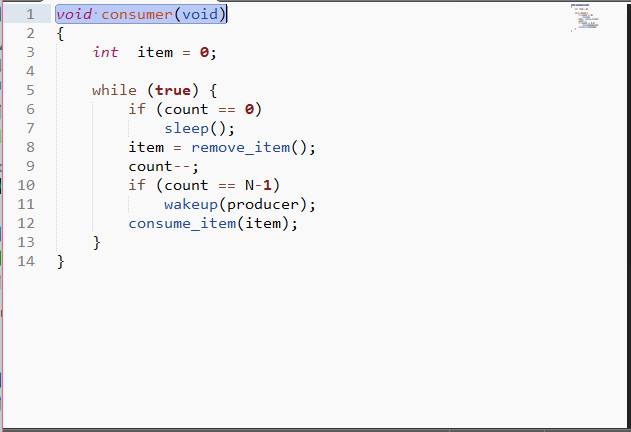 1 void consumer(void)
2 {
3     int  item = 0;
4
5     while (true) {
6         if (count == 0)
7             sleep();
8         item = remove_item();
9         count--;
10         if (count == N-1)
11             wakeup(producer);
12         consume_item(item);
13     }
14 }